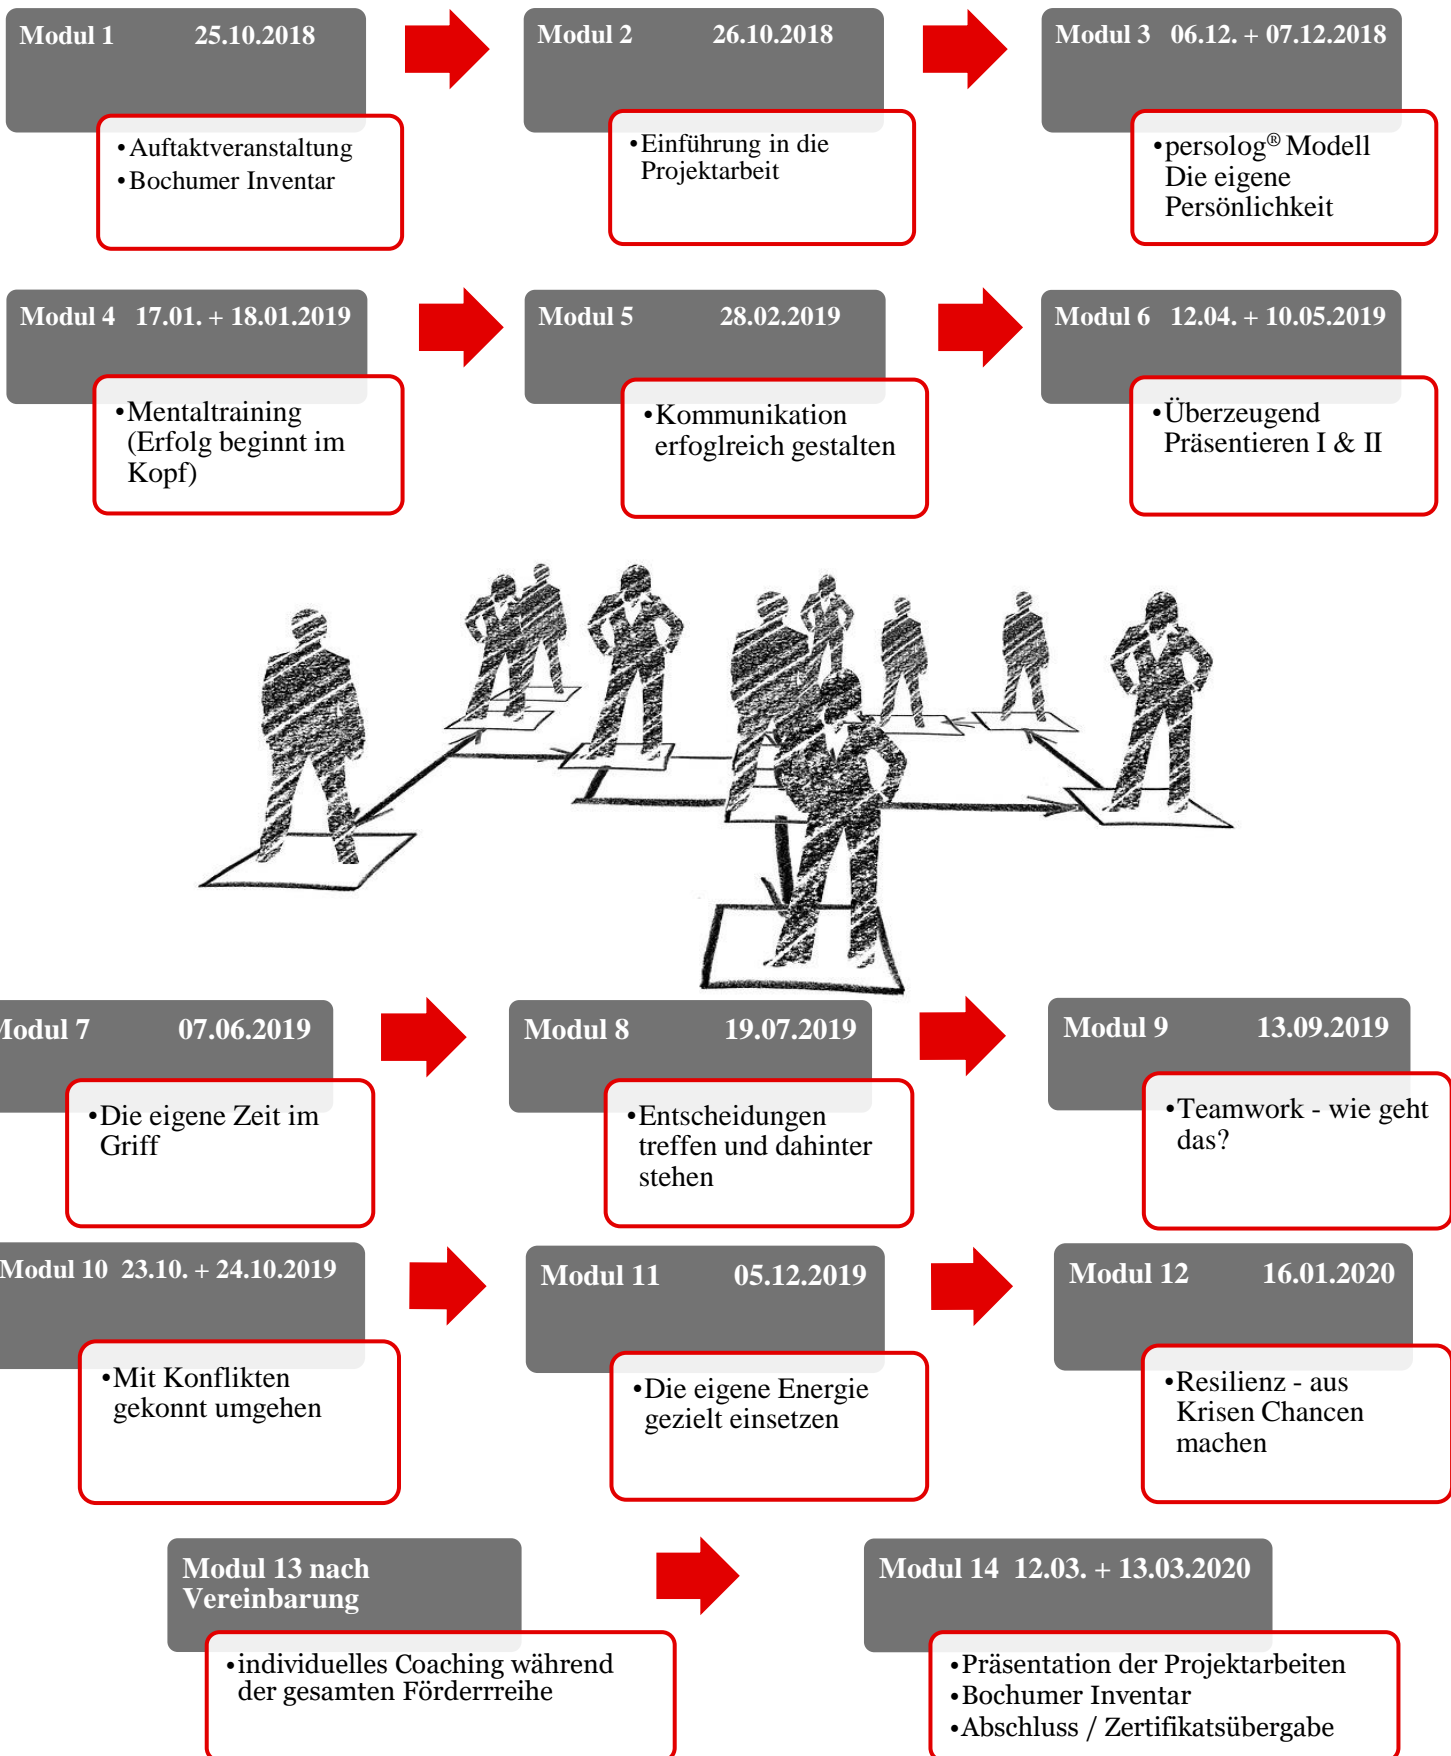 Modul 1 25.10.2018
• Auftaktveranstaltung
• Bochumer Inventar
Modul 2 26.10.2018
• Einführung in die
Projektarbeit
Modul 3 06.12. + 07.12.2018
• persolog® Modell
Die eigene
Persönlichkeit
Modul 4 17.01. + 18.01.2019
• Mentaltraining
(Erfolg beginnt im
Kopf)
Modul 5 28.02.2019
• Kommunikation
erfoglreich gestalten
Modul 6 12.04. + 10.05.2019
• Überzeugend
Präsentieren I & II
Modul 7 07.06.2019
• Die eigene Zeit im
Griff
Modul 8 19.07.2019
• Entscheidungen
treffen und dahinter
stehen
Modul 9 13.09.2019
• Teamwork - wie geht
das?
Modul 10 23.10. + 24.10.2019
• Mit Konflikten
gekonnt umgehen
Modul 11 05.12.2019
• Die eigene Energie
gezielt einsetzen
Modul 12 16.01.2020
• Resilienz - aus
Krisen Chancen
machen
Modul 13 nach
Vereinbarung
• individuelles Coaching während
der gesamten Förderrreihe
Modul 14 12.03. + 13.03.2020
• Präsentation der Projektarbeiten
• Bochumer Inventar
• Abschluss / Zertifikatsübergabe